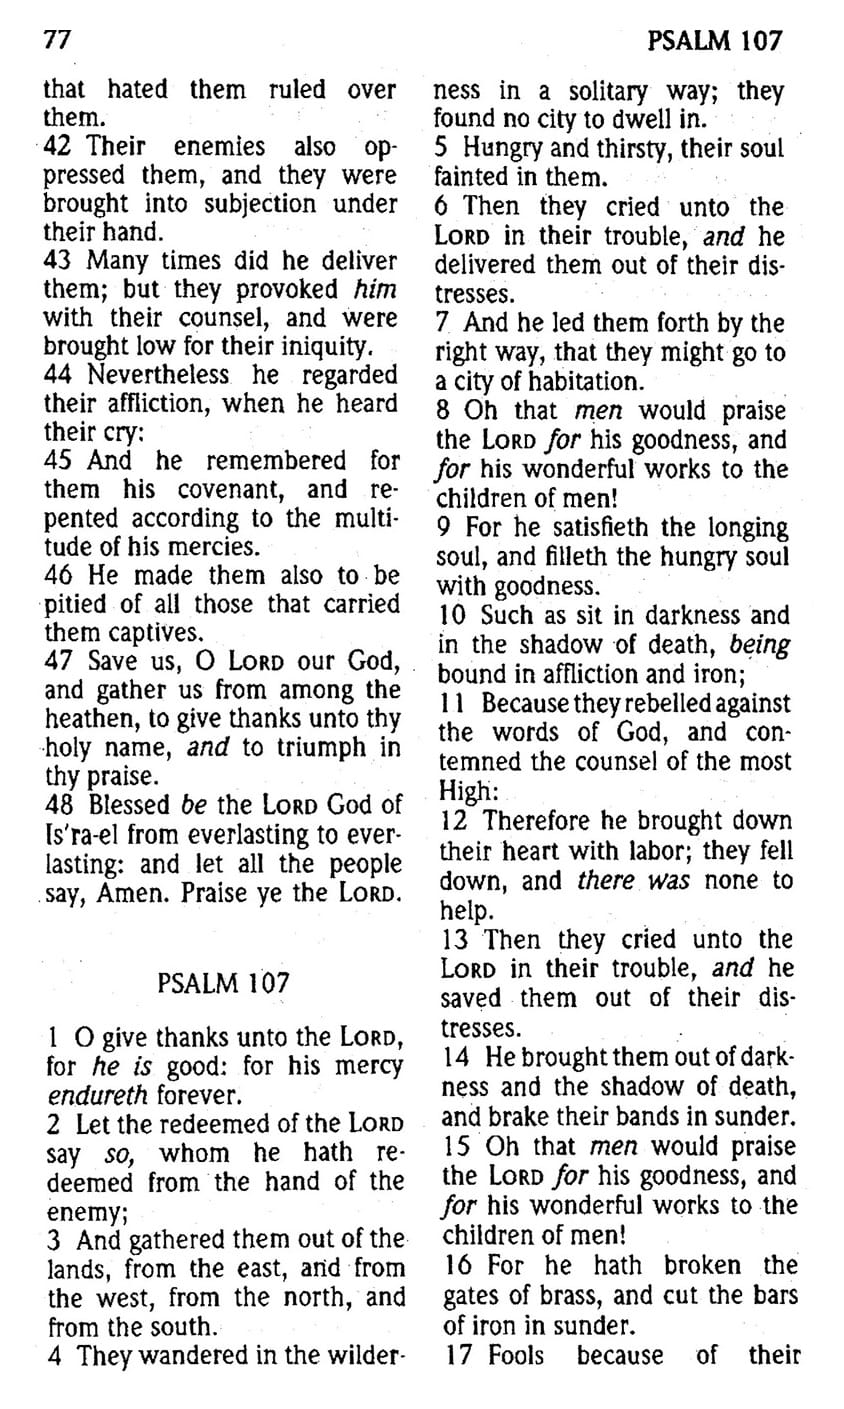 77
PSALM 107
that hated them ruled over
them.
42 Their enemies also op-
pressed them, and they were
brought into subjection under
their hand.
43 Many times did he deliver
them; but they provoked him
with their counsel, and were
brought low for their iniquity.
44 Nevertheless he regarded
their affliction, when he heard
their cry:
45 And he remembered for
them his covenant, and re-
pented according to the multi-
tude of his mercies.
46 He made them also to be
pitied of all those that carried
them captives.
47 Save us, O LORD our God,
and gather us from among the
heathen, to give thanks unto thy
holy name, and to triumph in
thy praise.
48 Blessed be the LORD God of
Is'ra-el from everlasting to ever-
lasting: and let all the people
say, Amen. Praise ye the LORD.
PSALM 107
1 O give thanks unto the LORD,
for he is good: for his mercy
endureth forever.
2 Let the redeemed of the LORD
say so, whom he hath re-
deemed from the hand of the
enemy;
3 And gathered them out of the
lands, from the east, and from
the west, from the north, and
from the south.
4 They wandered in the wilder-
ness in a solitary way; they
found no city to dwell in.
5 Hungry and thirsty, their soul
fainted in them.
6 Then they cried unto the
LORD in their trouble, and he
delivered them out of their dis-
tresses.
7 And he led them forth by the
right way, that they might go to
a city of habitation.
8 Oh that men would praise
the LORD for his goodness, and
for his wonderful works to the
children of men!
9 For he satisfieth the longing
soul, and filleth the hungry soul
with goodness.
10 Such as sit in darkness and
in the shadow of death, being
bound in affliction and iron;
11 Because they rebelled against
the words of God, and con-
temned the counsel of the most
High:
12 Therefore he brought down
their heart with labor; they fell
down, and there was none to
help.
13 Then they cried unto the
LORD in their trouble, and he
saved them out of their dis-
tresses.
14 He brought them out of dark-
ness and the shadow of death,
and brake their bands in sunder.
15 Oh that men would praise
the LORD for his goodness, and
for his wonderful works to the
children of men!
16 For he hath broken the
gates of brass, and cut the bars
of iron in sunder.
17 Fools because of their